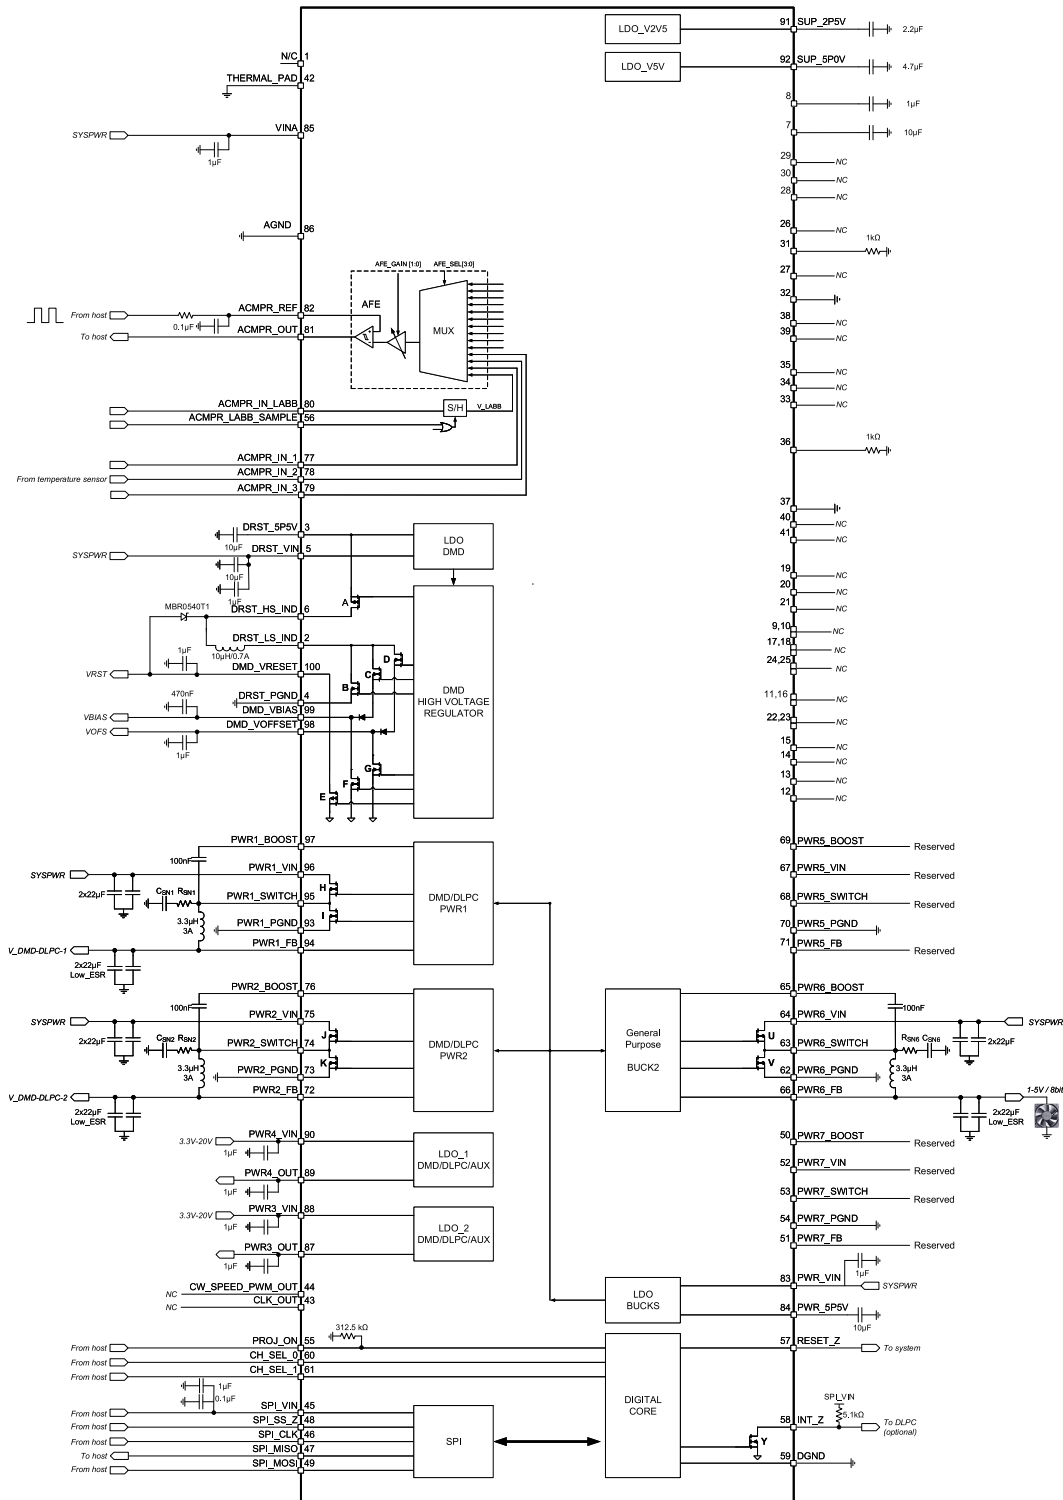 91 SUP_2P5V
LDO_V2V5
2.2µF
N/C 1
92 SUP_5P0V
LDO_V5V
4.7µF
THERMAL_PAD 42
8
1µF
SYSPWR
VINA 85
1µF
7
10µF
29 NC
30 NC
28 NC
AGND 86
26 NC
31
1kΩ
AFE_GAIN [1:0]
AFE_SEL[3:0]
27 NC
AFE
MUX
32
From host
0.1µF
ACMPR_REF 82
38 NC
To host
ACMPR_OUT 81
39 NC
35 NC
34 NC
33 NC
ACMPR_IN_LABB 80
S/H
V_LABB
ACMPR_LABB_SAMPLE 56
36
1kΩ
ACMPR_IN_1 77
From temperature sensor
ACMPR_IN_2 78
ACMPR_IN_3 79
37
40 NC
41 NC
DRST_5P5V 3
10µF
LDO
DMD
SYSPWR
DRST_VIN 5
10µF
1µF
19 NC
20 NC
21 NC
MBR0540T1
DRST_HS_IND 6
A
9,10 NC
17,18 NC
24,25 NC
DRST_LS_IND 2
10µH/0.7A
1µF
VRST
DMD_VRESET 100
D
C
B
DMD
HIGH VOLTAGE
REGULATOR
11,16 NC
470nF
DRST_PGND 4
VBIAS
DMD_VBIAS 99
22,23 NC
VOFS
DMD_VOFFSET 98
1µF
15 NC
14 NC
G
F
E
13 NC
12 NC
PWR1_BOOST 97
100nF
69 PWR5_BOOST
Reserved
SYSPWR
PWR1_VIN 96
67 PWR5_VIN
Reserved
2x22µF
CSN1
RSN1
H
PWR1_SWITCH 95
DMD/DLPC
PWR1
68 PWR5_SWITCH
Reserved
3.3µH
3A
I
PWR1_PGND 93
70 PWR5_PGND
V_DMD-DLPC-1
PWR1_FB 94
71 PWR5_FB
Reserved
2x22µF
Low_ESR
PWR2_BOOST 76
100nF
65 PWR6_BOOST
100nF
SYSPWR
PWR2_VIN 75
64 PWR6_VIN
SYSPWR
2x22µF
CSN2
RSN2
J
PWR2_SWITCH 74
DMD/DLPC
PWR2
General
Purpose
BUCK2
U
63 PWR6_SWITCH
RSN6
CSN6
2x22µF
3.3µH
3A
K
PWR2_PGND 73
V
62 PWR6_PGND
3.3µH
3A
V_DMD-DLPC-2
PWR2_FB 72
66 PWR6_FB
1-5V / 8bit
2x22µF
Low_ESR
2x22µF
Low_ESR
3.3V-20V
PWR4_VIN 90
1µF
LDO_1
DMD/DLPC/AUX
50 PWR7_BOOST
Reserved
52 PWR7_VIN
Reserved
PWR4_OUT 89
1µF
53 PWR7_SWITCH
Reserved
3.3V-20V
PWR3_VIN 88
1µF
LDO_2
DMD/DLPC/AUX
54 PWR7_PGND
51 PWR7_FB
Reserved
PWR3_OUT 87
1µF
1µF
NC
CW_SPEED_PWM_OUT 44
LDO
BUCKS
83 PWR_VIN
SYSPWR
NC
CLK_OUT 43
84 PWR_5P5V
10µF
312.5 kΩ
From host
PROJ_ON 55
57 RESET_Z
To system
From host
CH_SEL_0 60
From host
CH_SEL_1 61
DIGITAL
CORE
1µF
0.1µF
SPI_VIN
5.1kΩ
From host
SPI_VIN 45
From host
SPI_SS_Z 48
58 INT_Z
To DLPC
(optional)
From host
SPI_CLK 46
SPI
Y
To host
SPI_MISO 47
59 DGND
From host
SPI_MOSI 49